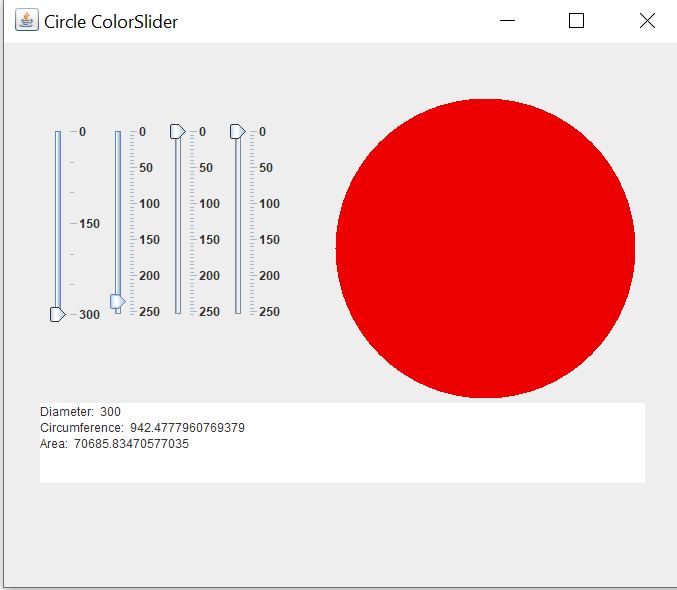 Circle ColorSlider
0 0 0 0
50 50 50
100 100 100
150 150 150 150
200 200 200
300 250 250 250
Diameter: 300
Circumference: 942.4777960769379
Area: 70685.83470577035